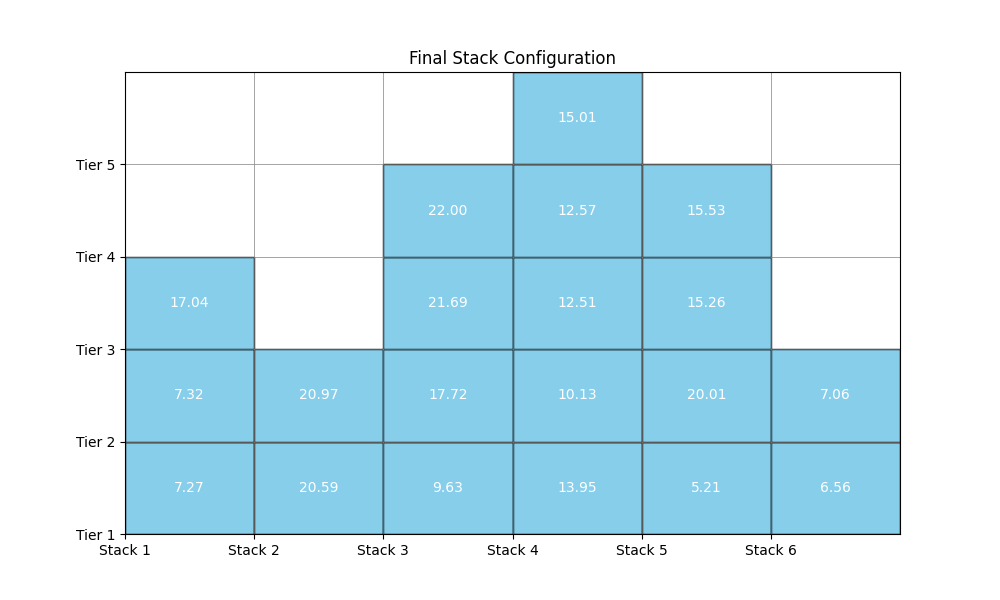 Final Stack Configuration
15.01
Tier 5
22.00 12.57 15.53
Tier 4
17.04 21.69 12.51 15.26
Tier 3
7.32 20.97 17.72 10.13 20.01 7.06
Tier 2
7.27 20.59 9.63 13.95 5.21 6.56
Tier 1
Stack 1 Stack 2 Stack 3 Stack 4 Stack 5 Stack 6